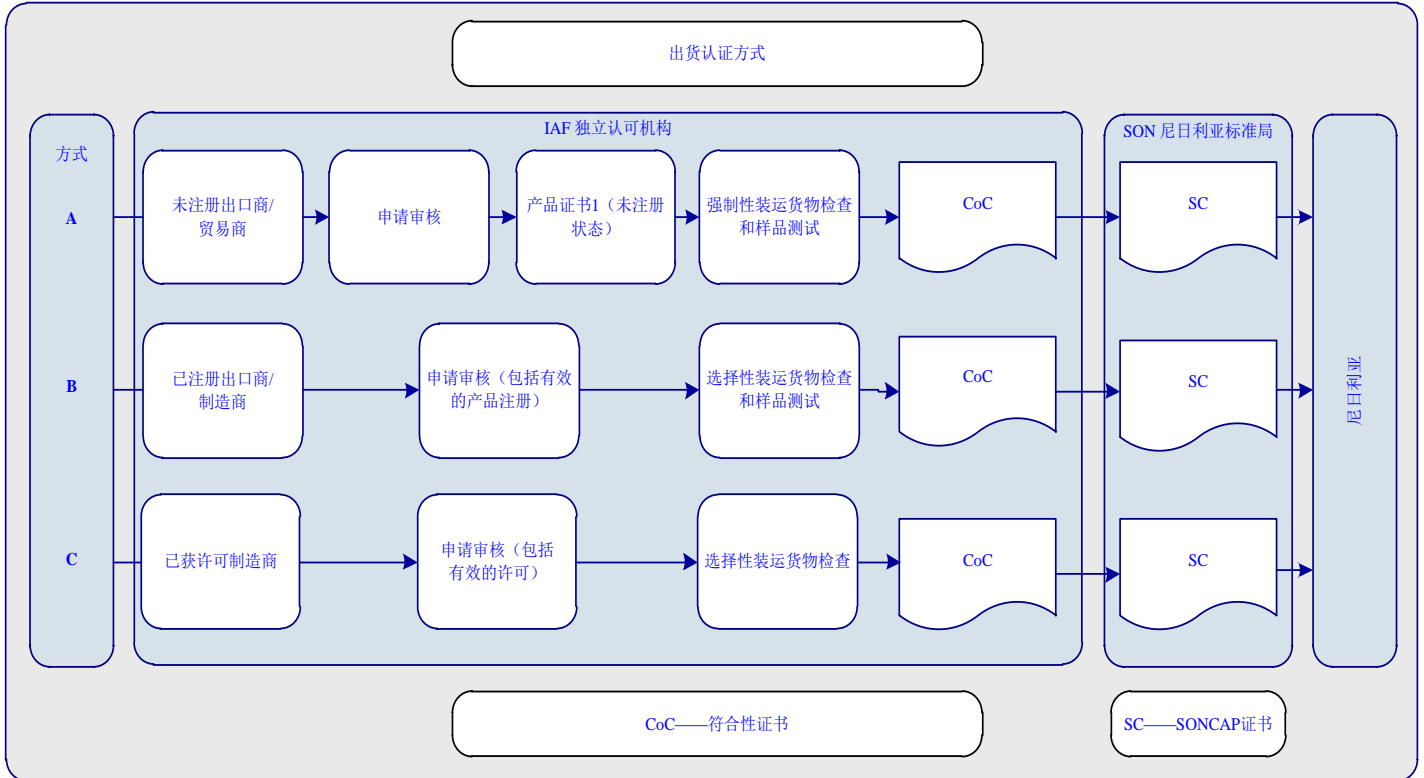 出货认证方式
IAF 独立认可机构
SON 尼日利亚标准局
方式
A
未注册出口商/
贸易商
申请审核
产品证书1（未注册
状态）
强制性装运货物检查
和样品测试
CoC
SC
B
已注册出口商/
制造商
申请审核（包括有效
的产品注册）
选择性装运货物检查
和样品测试
CoC
SC
尼日利亚
C
已获许可制造商
申请审核（包括
有效的许可）
选择性装运货物检查
CoC
SC
CoC——符合性证书
SC——SONCAP证书